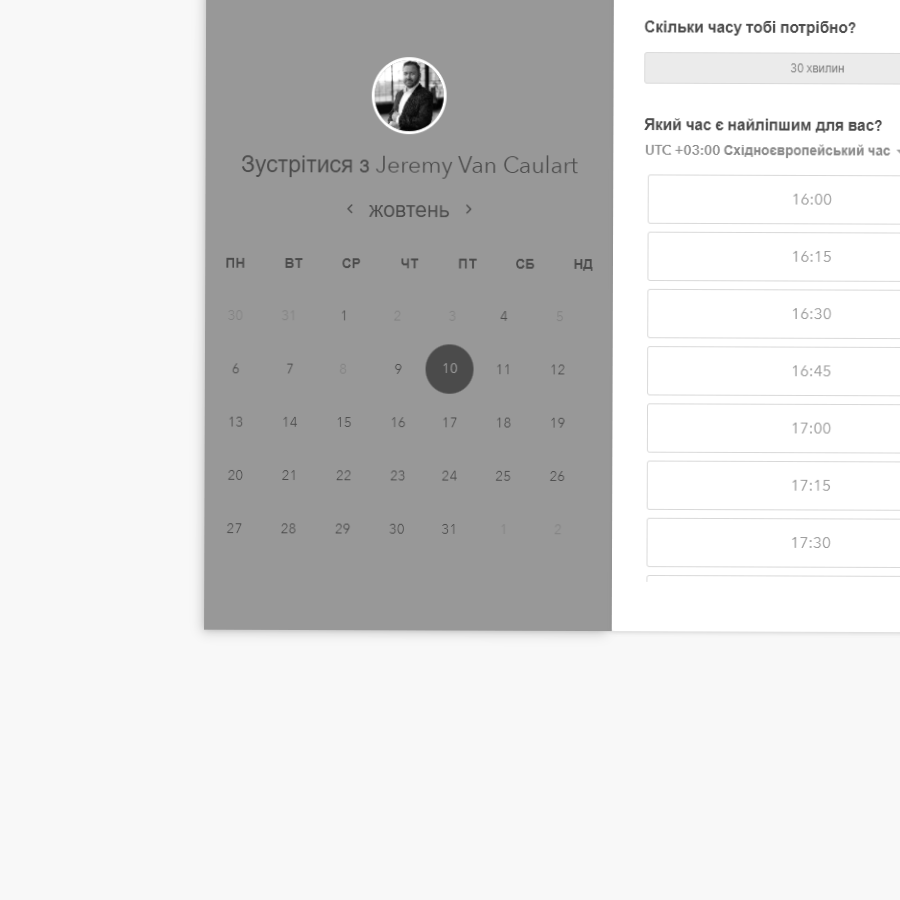 Зустрітися з Jeremy Van Caulart
жовтень
ПН ВТ СР ЧТ ПТ СБ НД
30 31 1 2 3 4 5
6 7 8 9 10 11 12
13 14 15 16 17 18 19
20 21 22 23 24 25 26
27 28 29 30 31 1 2
Скільки часу тобі потрібно?
30 хвилин
Який час є найліпшим для вас?
UTC +03:00 Східноєвропейський час
16:00
16:15
16:30
16:45
17:00
17:15
17:30